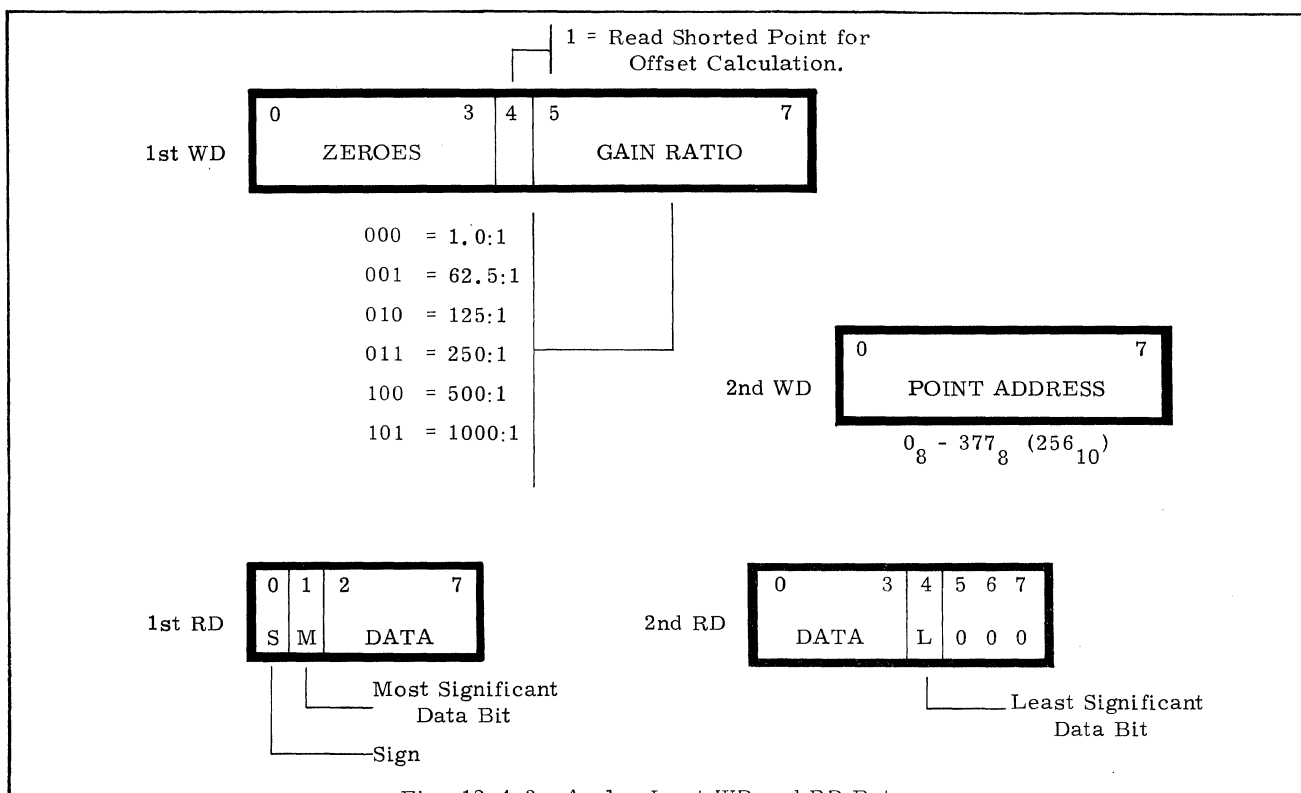 1 = Read Shorted Point for
Offset Calculation.
0 3 4 5 7
1st WD ZEROES GAIN RATIO
000 = 1.0:1
001 = 62.5:1
010 = 125:1
011 = 250:1
100 = 500:1
101 = 1000:1
0 7
2nd WD POINT ADDRESS
0₈ - 377₈ (256₁₀)
0 1 2 7
1st RD S M DATA
Most Significant
Data Bit
Sign
0 3 4 5 6 7
2nd RD DATA L 0 0 0
Least Significant
Data Bit